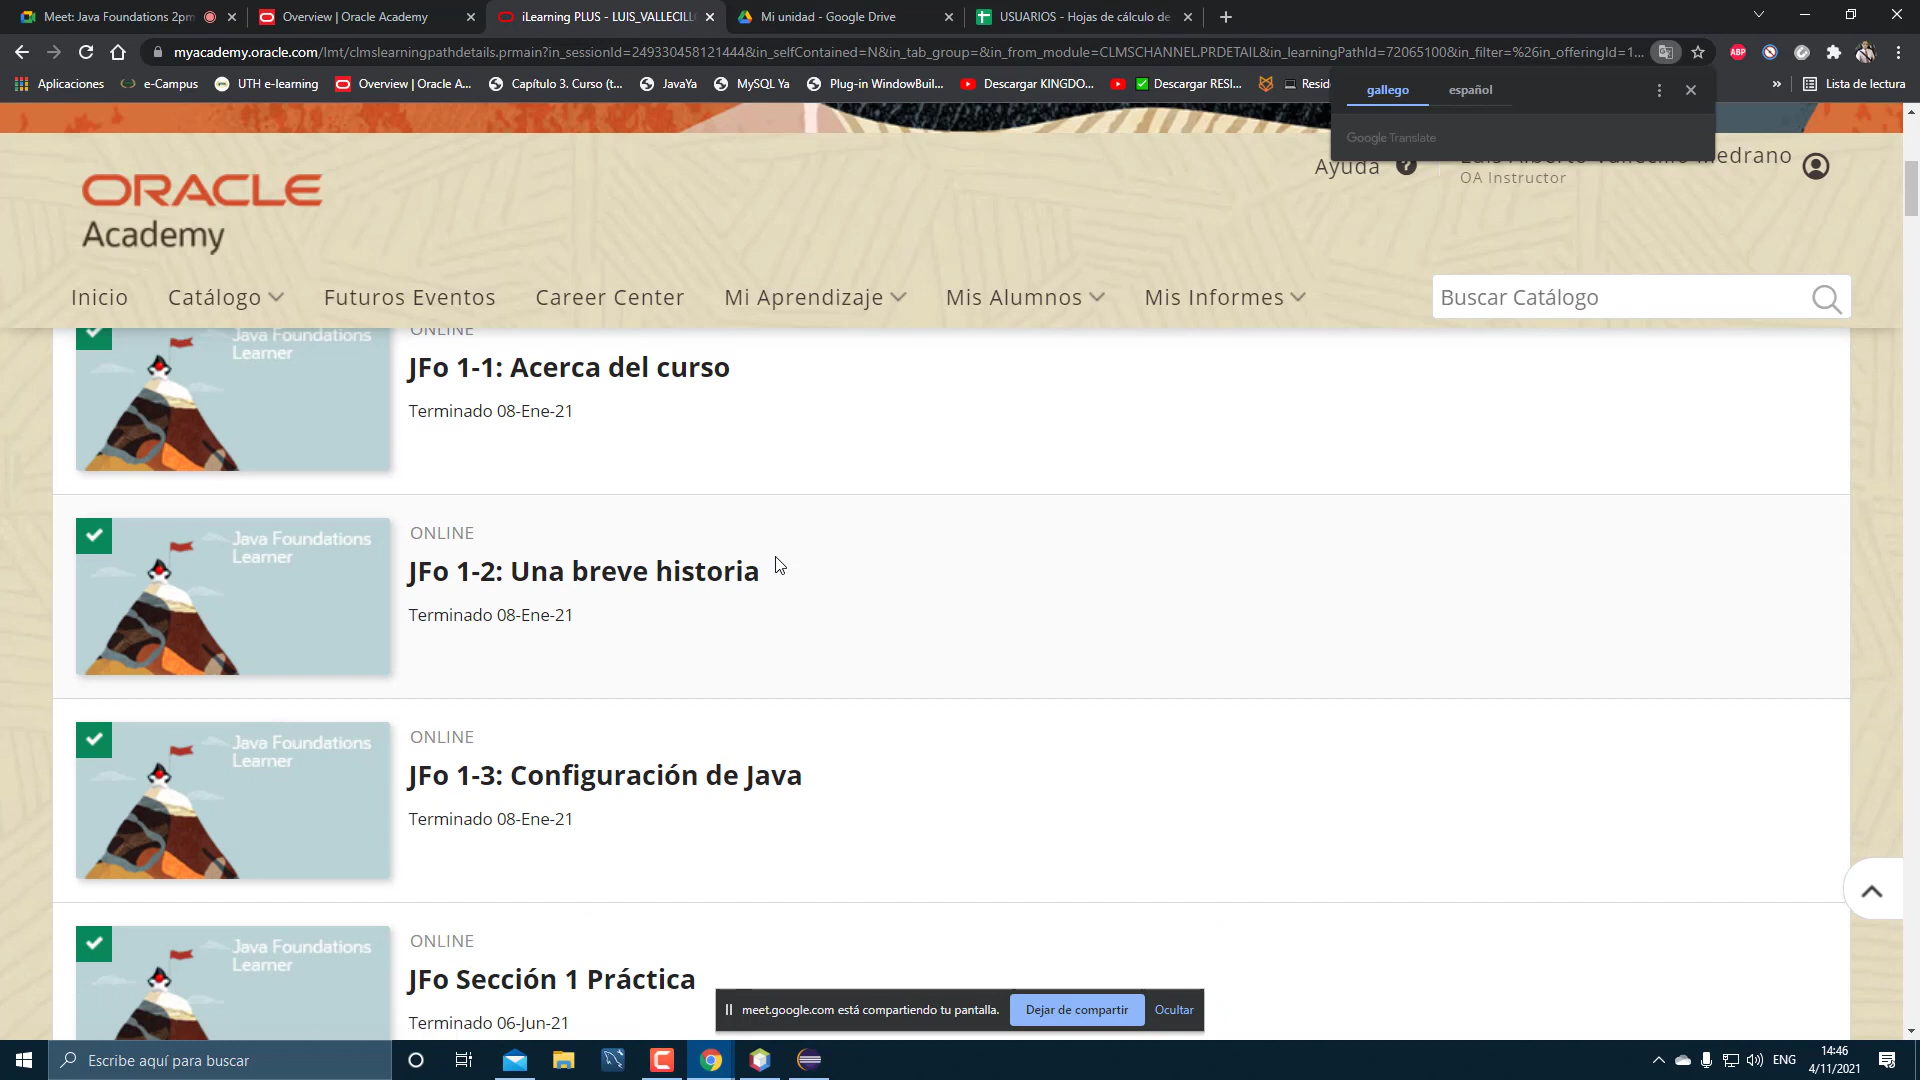 Meet: Java Foundations 2pm
Overview | Oracle Academy
iLearning PLUS - LUIS_VALLECILL
Mi unidad - Google Drive
USUARIOS - Hojas de cálculo de
myacademy.oracle.com/lmt/clmslearningpathdetails.prmain?in_sessionId=249330458121444&in_selfContained=N&in_tab_group=&in_from_module=CLMSCHANNEL.PRDETAIL&in_learningPathId=72065100&in_filter=%26in_offeringId=1...
ABP
Aplicaciones
e-Campus
UTH e-learning
Overview | Oracle A...
Capítulo 3. Curso (t...
JavaYa
MySQL Ya
Plug-in WindowBuil...
Descargar KINGDO...
Descargar RESI...
Resid
»
Lista de lectura
gallego
español
Google Translate
ORACLE
Academy
Ayuda ?
Medrano
OA Instructor
Inicio
Catálogo
Futuros Eventos
Career Center
Mi Aprendizaje
Mis Alumnos
Mis Informes
Buscar Catálogo
Java Foundations
Learner
ONLINE
JFo 1-1: Acerca del curso
Terminado 08-Ene-21
Java Foundations
Learner
ONLINE
JFo 1-2: Una breve historia
Terminado 08-Ene-21
Java Foundations
Learner
ONLINE
JFo 1-3: Configuración de Java
Terminado 08-Ene-21
Java Foundations
Learner
ONLINE
JFo Sección 1 Práctica
Terminado 06-Jun-21
meet.google.com está compartiendo tu pantalla.
Dejar de compartir
Ocultar
Escribe aquí para buscar
ENG
14:46
4/11/2021